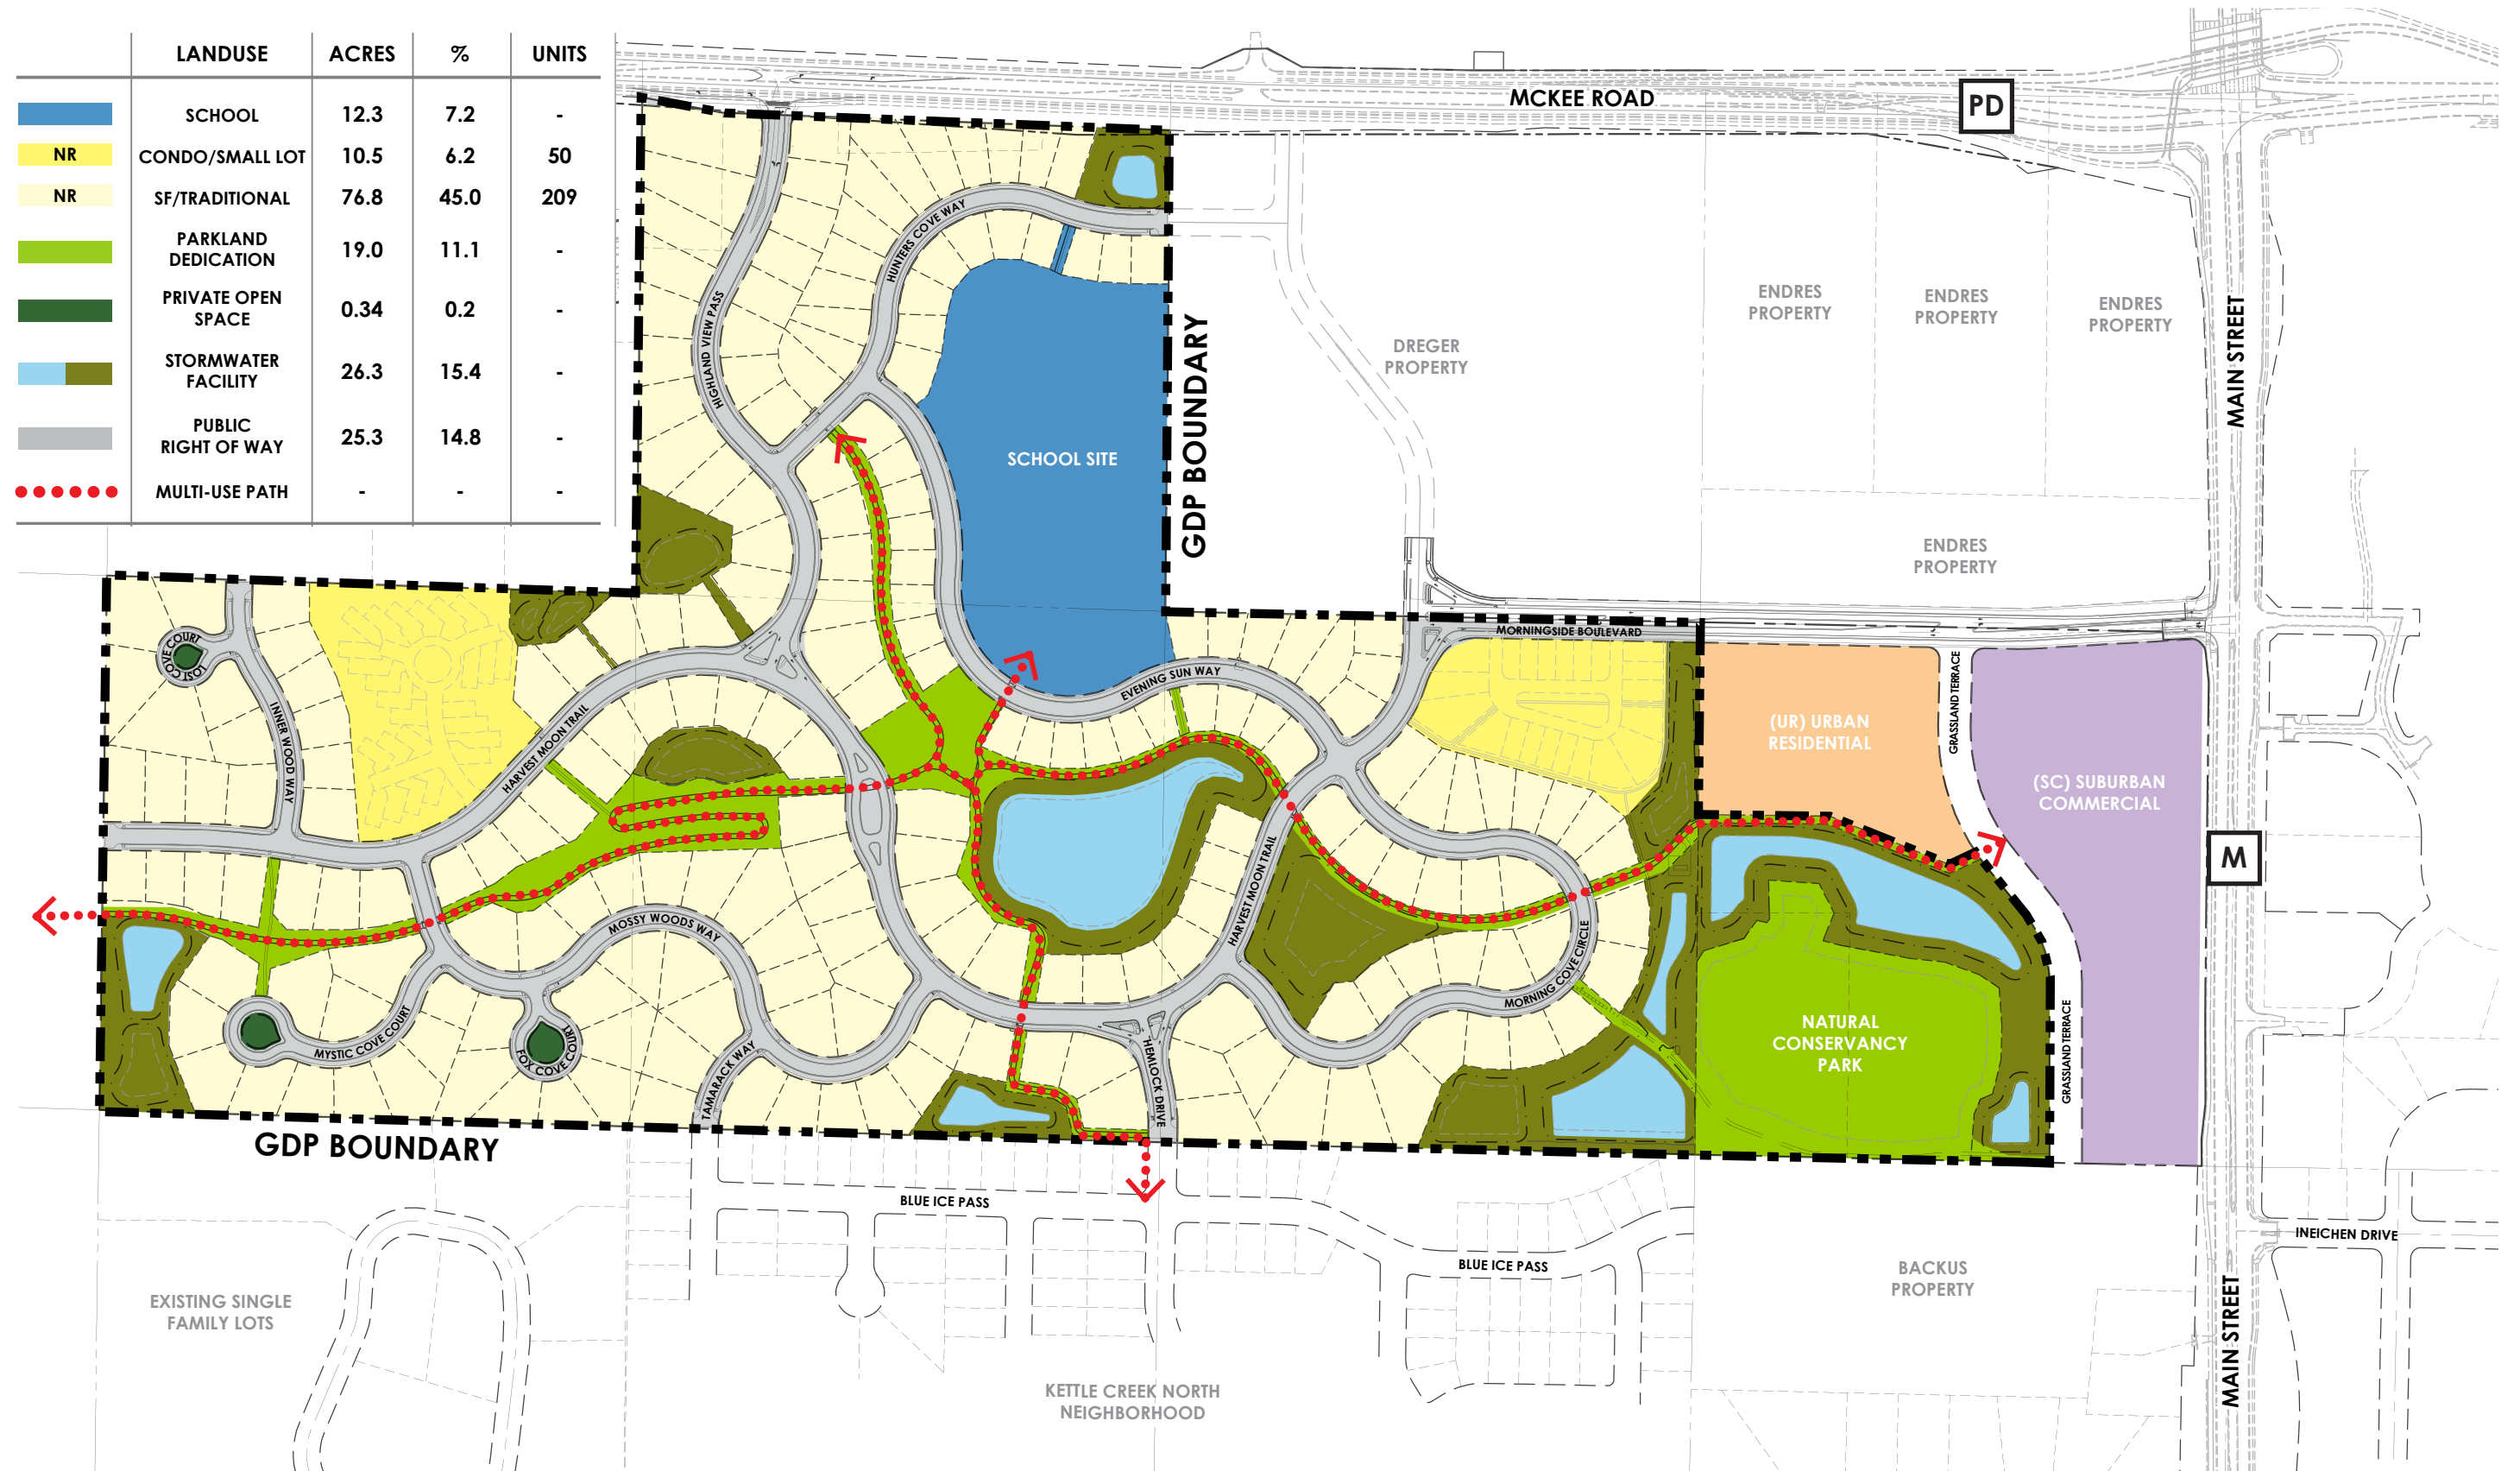 LANDUSE ACRES % UNITS
SCHOOL 12.3 7.2 -
NR CONDO/SMALL LOT 10.5 6.2 50
NR SF/TRADITIONAL 76.8 45.0 209
PARKLAND
DEDICATION 19.0 11.1 -
PRIVATE OPEN
SPACE 0.34 0.2 -
STORMWATER
FACILITY 26.3 15.4 -
PUBLIC
RIGHT OF WAY 25.3 14.8 -
MULTI-USE PATH - - -
MCKEE ROAD
PD
HUNTERS COVE WAY
HIGHLAND VIEW PASS
GDP BOUNDARY
SCHOOL SITE
DREGER
PROPERTY
ENDRES
PROPERTY
ENDRES
PROPERTY
ENDRES
PROPERTY
MAIN STREET
ENDRES
PROPERTY
MORNINGSIDE BOULEVARD
LOST COVE COURT
INNER WOOD WAY
HARVEST MOON TRAIL
EVENING SUN WAY
(UR) URBAN
RESIDENTIAL
GRASSLAND TERRACE
(SC) SUBURBAN
COMMERCIAL
M
HARVEST MOON TRAIL
MOSSY WOODS WAY
MORNING COVE CIRCLE
MYSTIC COVE COURT
FOX COVE COURT
TAMARACK WAY
HEMLOCK DRIVE
NATURAL
CONSERVANCY
PARK
GRASSLAND TERRACE
GDP BOUNDARY
BLUE ICE PASS
BLUE ICE PASS
INEICHEN DRIVE
BACKUS
PROPERTY
EXISTING SINGLE
FAMILY LOTS
KETTLE CREEK NORTH
NEIGHBORHOOD
MAIN STREET